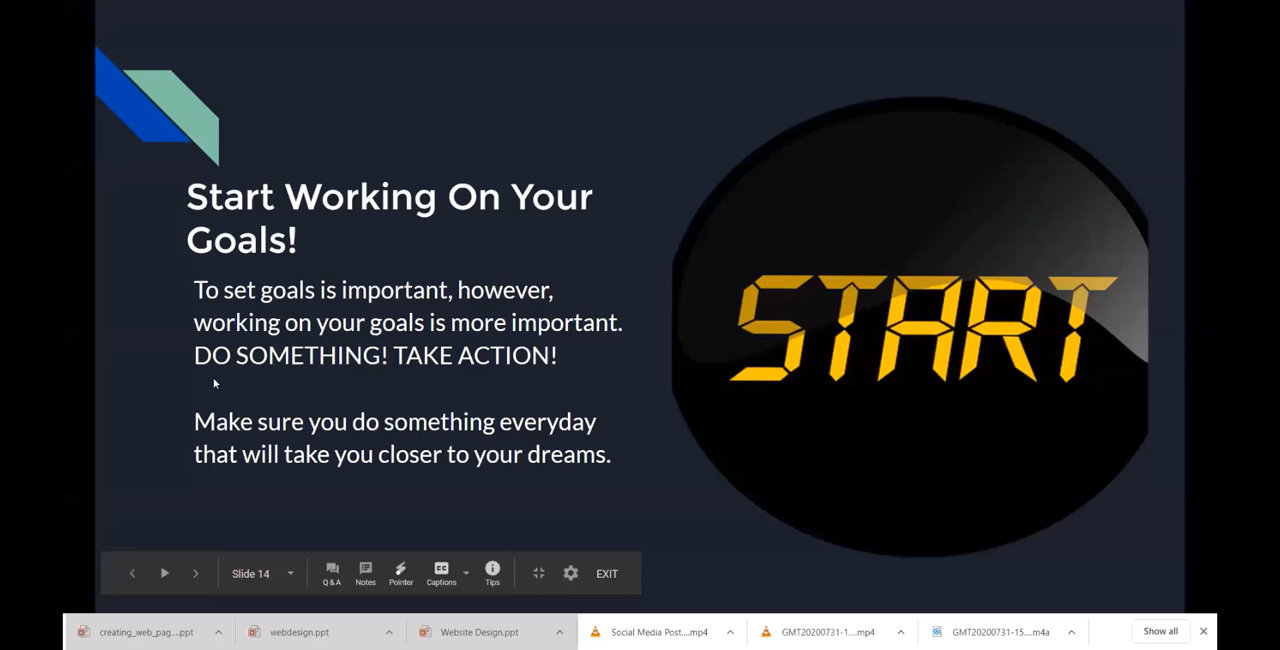 Start Working On Your
Goals!
To set goals is important, however,
working on your goals is more important.
DO SOMETHING! TAKE ACTION!
Make sure you do something everyday
that will take you closer to your dreams.
START
Slide 14
Q & A
Notes
Pointer
Captions
Tips
EXIT
creating_web_pag....ppt
webdesign.ppt
Website Design.ppt
Social Media Post....mp4
GMT20200731-1....mp4
GMT20200731-15....m4a
Show all